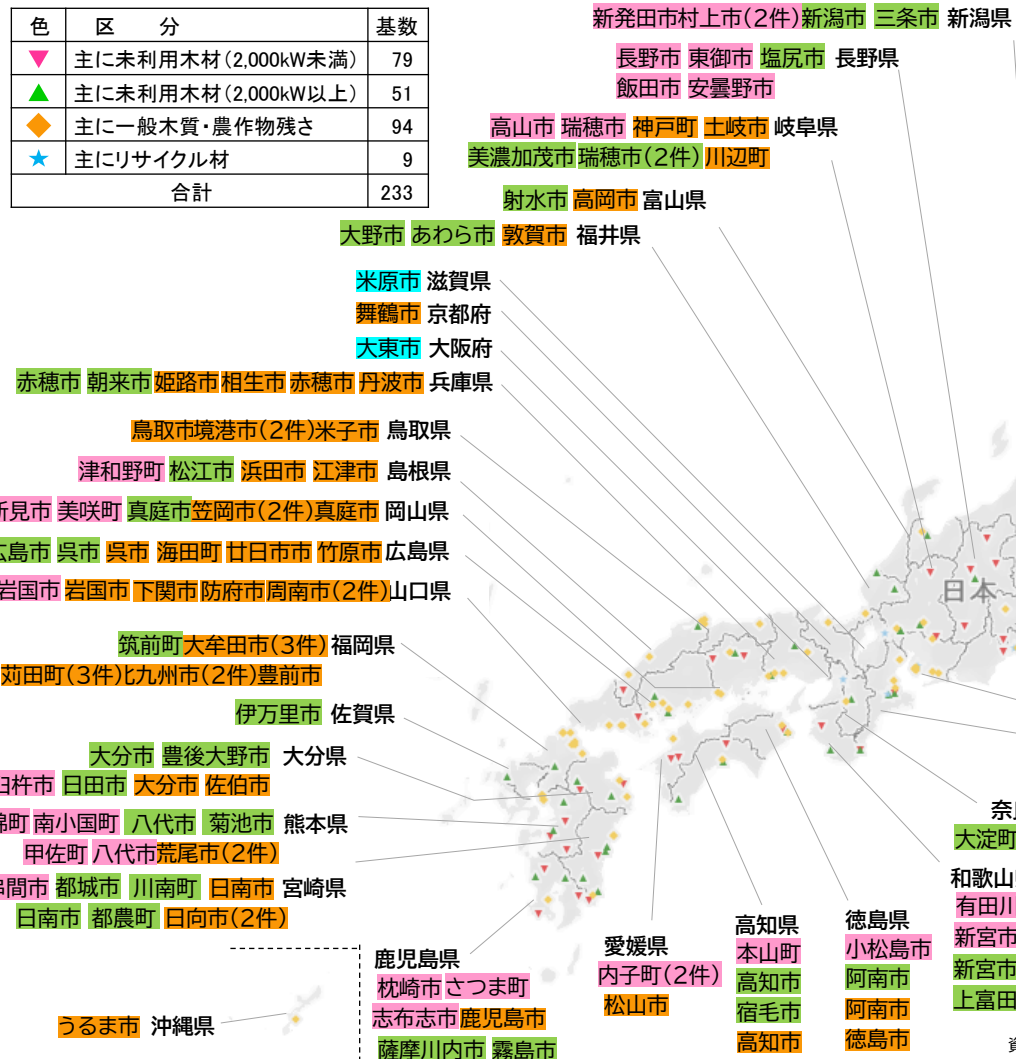 色 区 分 基数
▼ 主に未利用木材(2,000kW未満) 79
▲ 主に未利用木材(2,000kW以上) 51
◆ 主に一般木質・農作物残さ 94
★ 主にリサイクル材 9
合計 233
新発田市村上市(2件)新潟市 三条市 新潟県
長野市 東御市 塩尻市 長野県
飯田市 安曇野市
高山市 瑞穂市 神戸町 土岐市 岐阜県
美濃加茂市 瑞穂市(2件) 川辺町
射水市 高岡市 富山県
大野市 あわら市 敦賀市 福井県
米原市 滋賀県
舞鶴市 京都府
大東市 大阪府
赤穂市 朝来市 姫路市 相生市 赤穂市 丹波市 兵庫県
鳥取市境港市(2件)米子市 鳥取県
津和野町 松江市 浜田市 江津市 島根県
新見市 美咲町 真庭市 笠岡市(2件)真庭市 岡山県
広島市 呉市 呉市 海田町 廿日市市 竹原市 広島県
岩国市 岩国市 下関市 防府市周南市(2件)山口県
筑前町 大牟田市(3件) 福岡県
苅田町(3件)北九州市(2件)豊前市
伊万里市 佐賀県
大分市 豊後大野市 大分県
臼杵市 日田市 大分市 佐伯市
錦町 南小国町 八代市 菊池市 熊本県
甲佐町 八代市 荒尾市(2件)
串間市 都城市 川南町 日南市 宮崎県
日南市 都農町 日向市(2件)
日本
鹿児島県
枕崎市 さつま町
志布志市 鹿児島市
薩摩川内市 霧島市
うるま市 沖縄県
愛媛県
内子町(2件)
松山市
高知県
本山町
高知市
宿毛市
高知市
徳島県
小松島市
阿南市
阿南市
徳島市
大淀町
和歌山
有田川
新宮市
新宮市
上富田